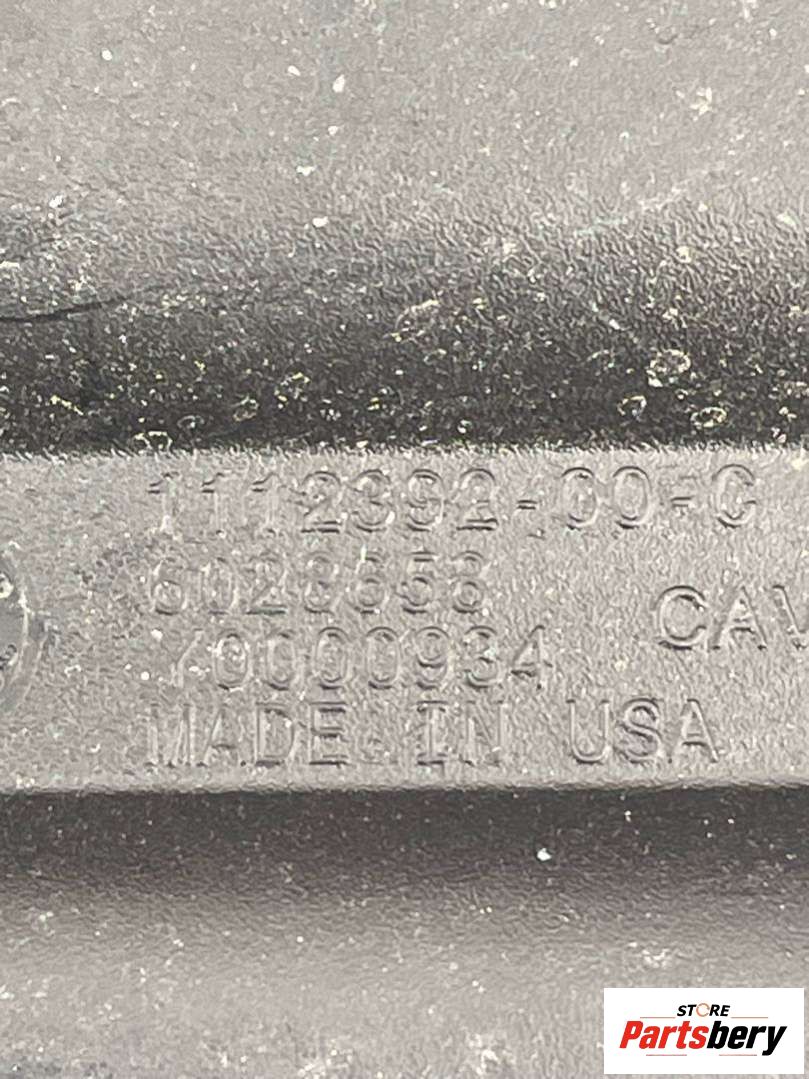 1112392-00-C
6028658
70000934
CAV
MADE IN USA
STORE
Partsbery